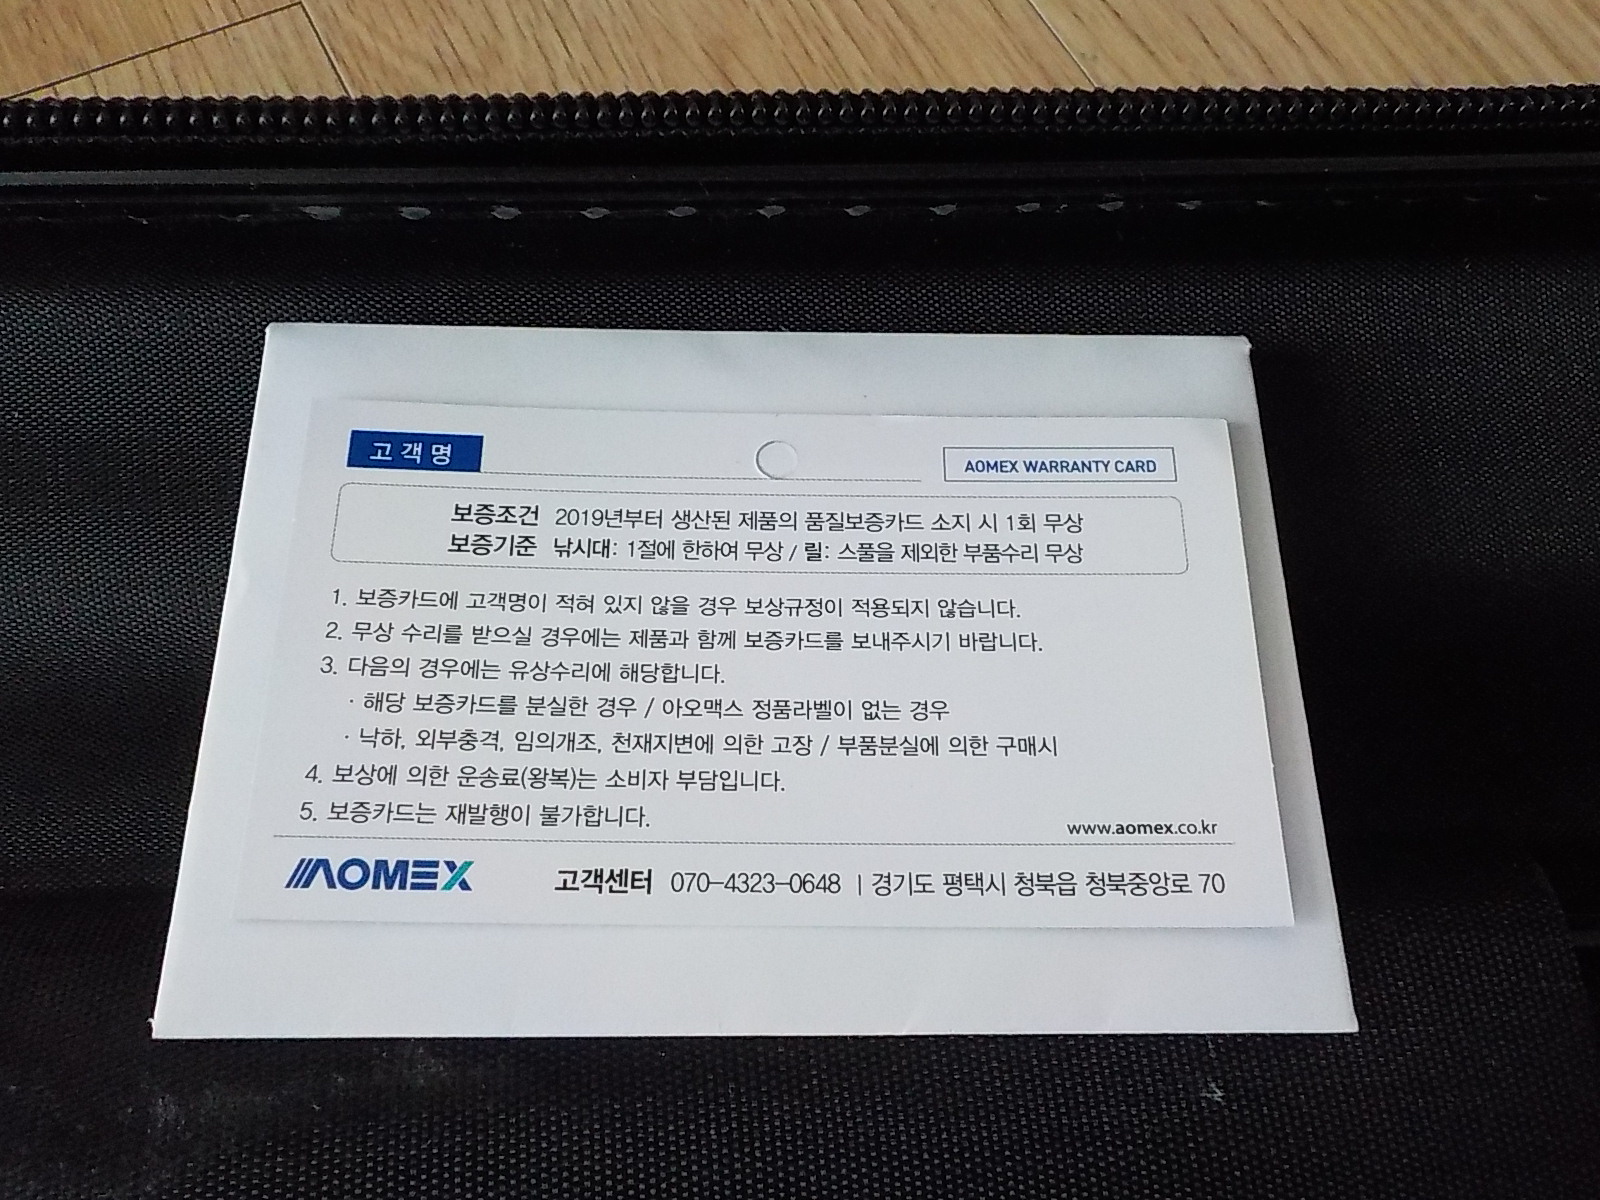 고객명
AOMEX WARRANTY CARD
보증조건 2019년부터 생산된 제품의 품질보증카드 소지 시 1회 무상
보증기준 낚시대: 1절에 한하여 무상 / 릴: 스풀을 제외한 부품수리 무상
1. 보증카드에 고객명이 적혀 있지 않을 경우 보상규정이 적용되지 않습니다.
2. 무상 수리를 받으실 경우에는 제품과 함께 보증카드를 보내주시기 바랍니다.
3. 다음의 경우에는 유상수리에 해당합니다.
· 해당 보증카드를 분실한 경우 / 아오맥스 정품라벨이 없는 경우
· 낙하, 외부충격, 임의개조, 천재지변에 의한 고장 / 부품분실에 의한 구매시
4. 보상에 의한 운송료(왕복)는 소비자 부담입니다.
5. 보증카드는 재발행이 불가합니다.
www.aomex.co.kr
AOMEX 고객센터 070-4323-0648 | 경기도 평택시 청북읍 청북중앙로 70